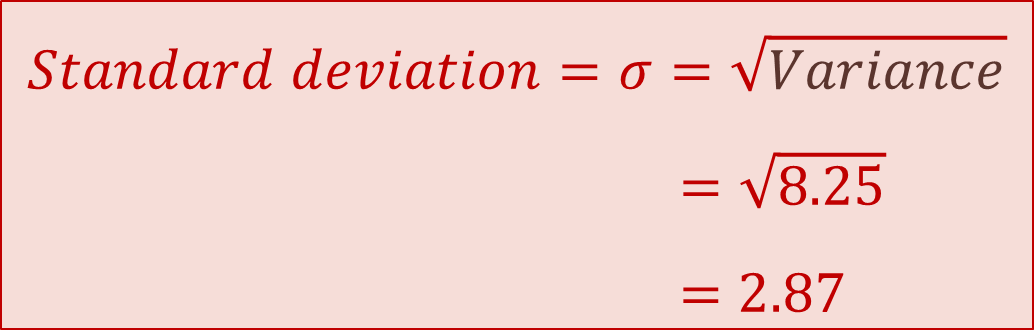 Standard deviation = σ = √Variance
= √8.25
= 2.87